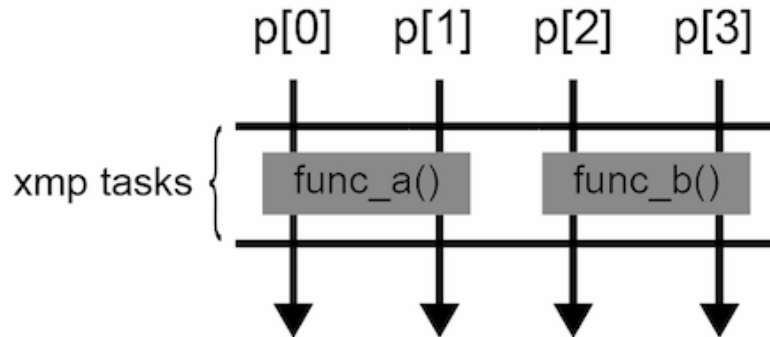 p[0] p[1] p[2] p[3]
xmp tasks func_a() func_b()